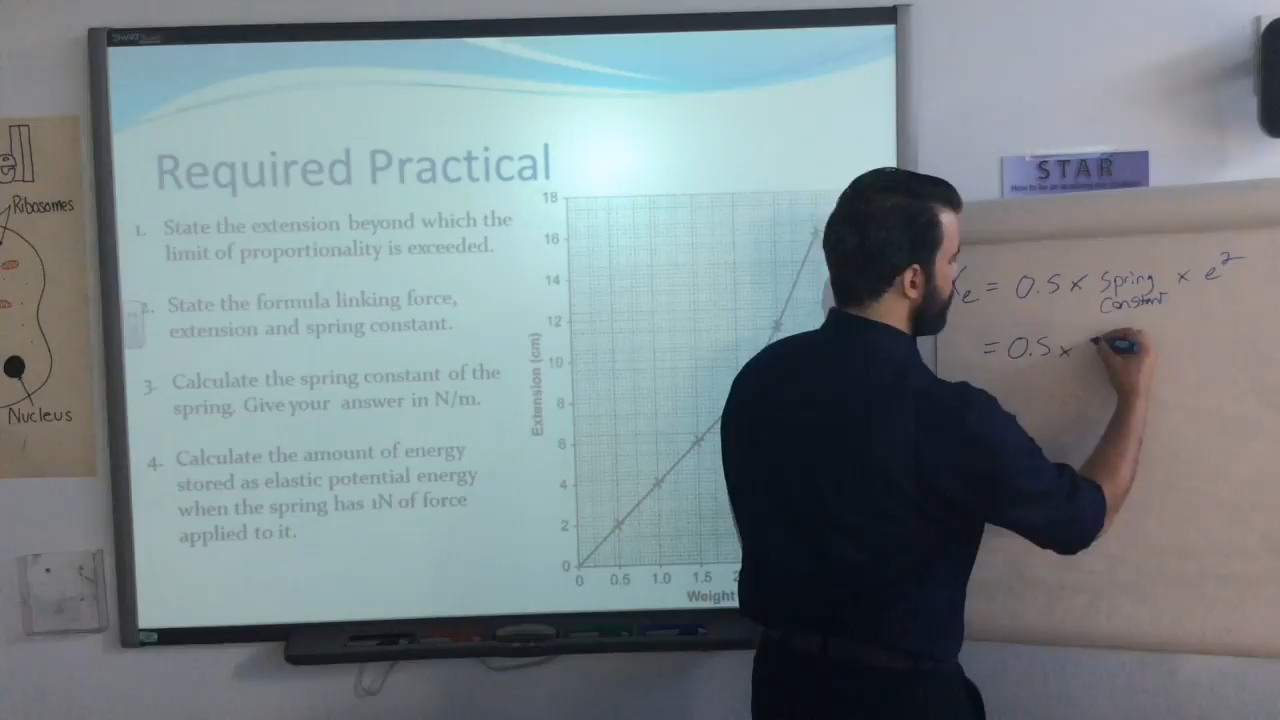 SMART
ell
Ribosomes
Nucleus
Required Practical
1. State the extension beyond which the
limit of proportionality is exceeded.
2. State the formula linking force,
extension and spring constant.
3. Calculate the spring constant of the
spring. Give your answer in N/m.
4. Calculate the amount of energy
stored as elastic potential energy
when the spring has 1N of force
applied to it.
Extension (cm)
18
16
14
12
10
8
6
4
2
0
0 0.5 1.0 1.5 2
Weight
STAR
e = 0.5 x Spring x e²
Constant
= 0.5 x